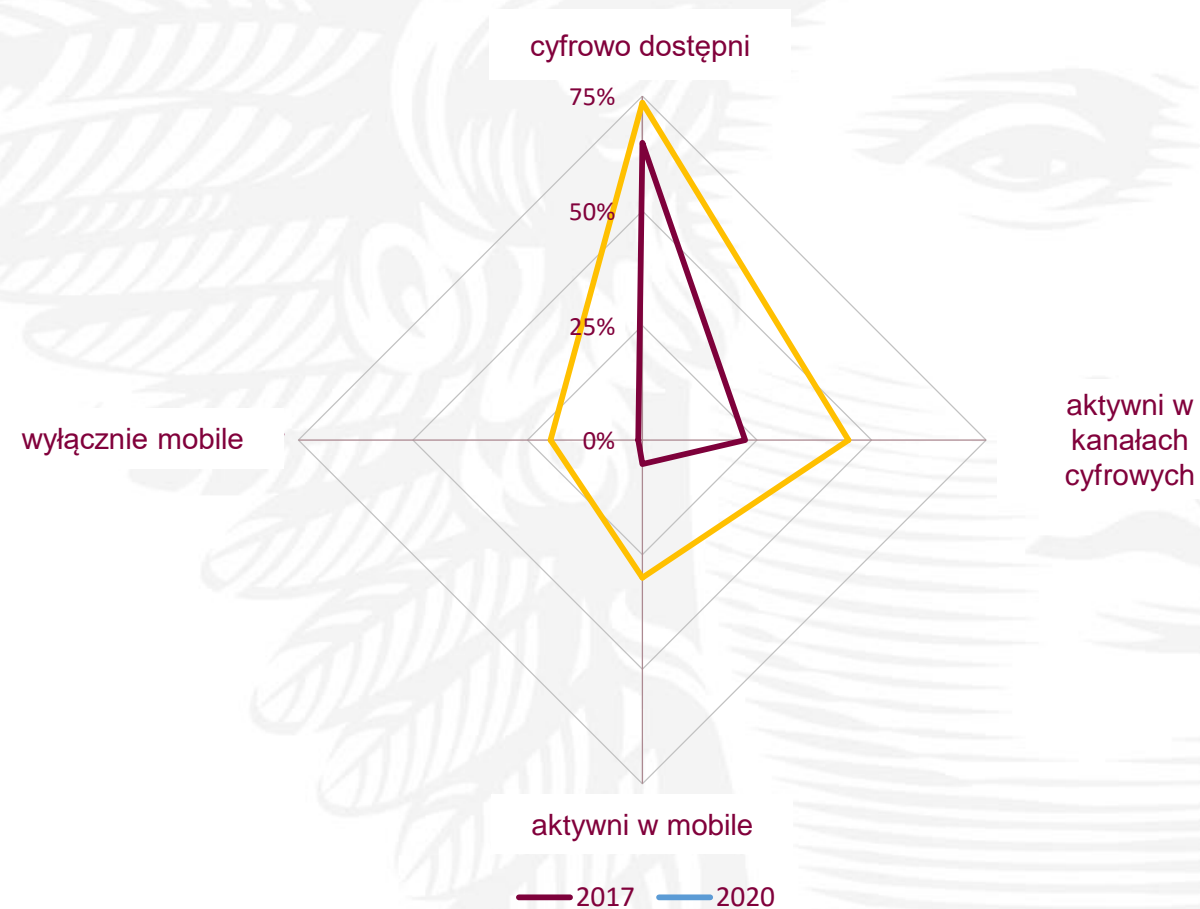 cyfrowo dostępni
75%
50%
25%
0%
wyłącznie mobile
aktywni w
kanałach
cyfrowych
aktywni w mobile
2017 2020